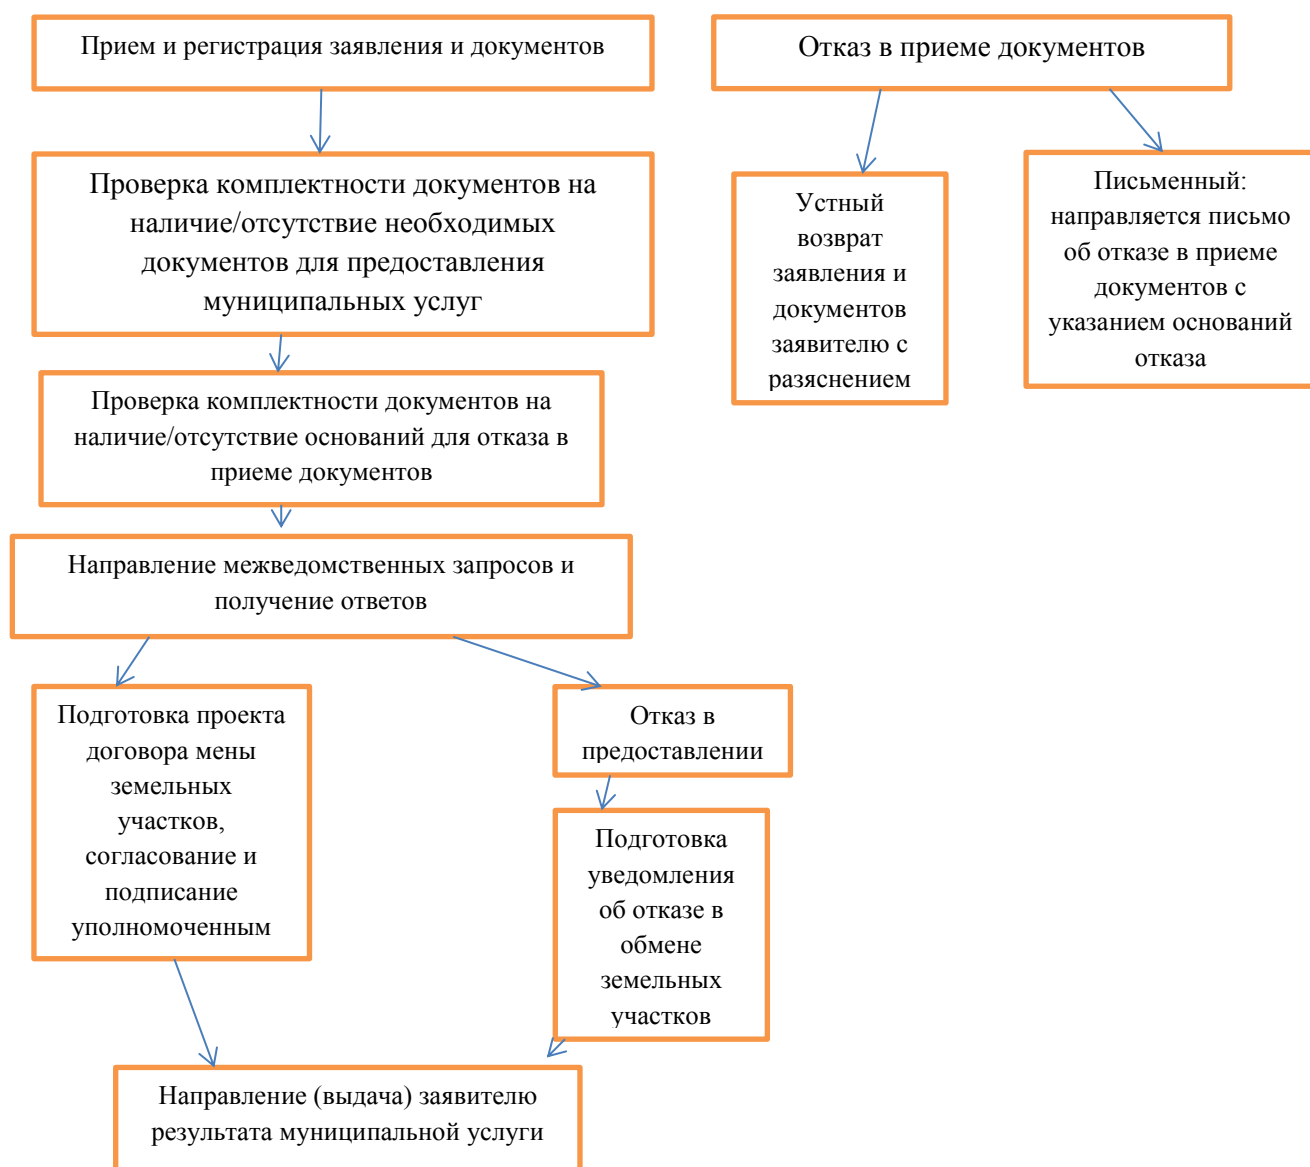 Прием и регистрация заявления и документов
Отказ в приеме документов
Проверка комплектности документов на
наличие/отсутствие необходимых
документов для предоставления
муниципальных услуг
Устный
возврат
заявления и
документов
заявителю с
разяснением
Письменный:
направляется письмо
об отказе в приеме
документов с
указанием оснований
отказа
Проверка комплектности документов на
наличие/отсутствие оснований для отказа в
приеме документов
Направление межведомственных запросов и
получение ответов
Подготовка проекта
договора мены
земельных
участков,
согласование и
подписание
уполномоченным
Отказ в
предоставлении
Подготовка
уведомления
об отказе в
обмене
земельных
участков
Направление (выдача) заявителю
результата муниципальной услуги